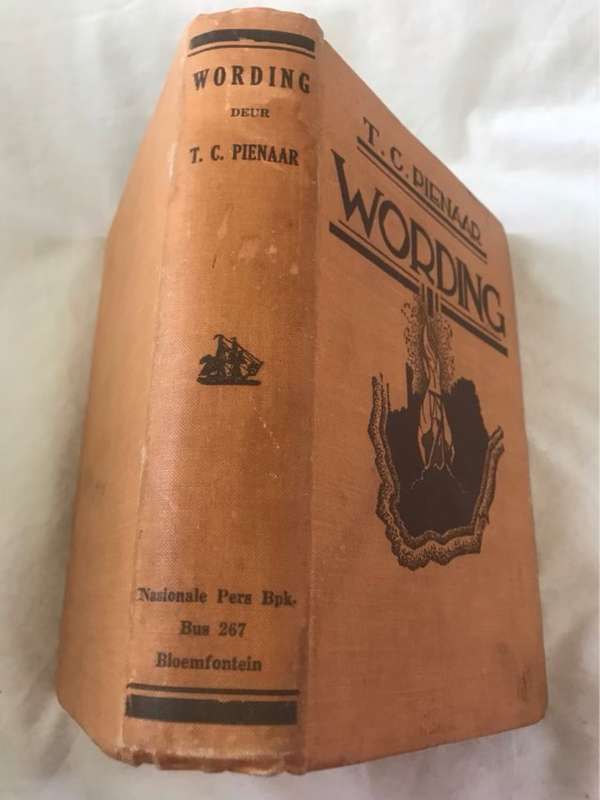 WORDING
DEUR
T. C. PIENAAR
Nasionale Pers Bpk.
Bus 267
Bloemfontein
T. C. PIENAAR
WORDING